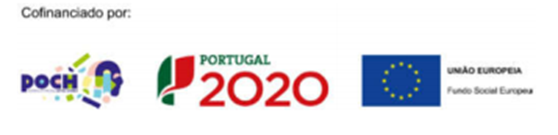 Cofinanciado por:
POCH
PORTUGAL
2020
UNIÃO EUROPEIA
Fundo Social Europeu